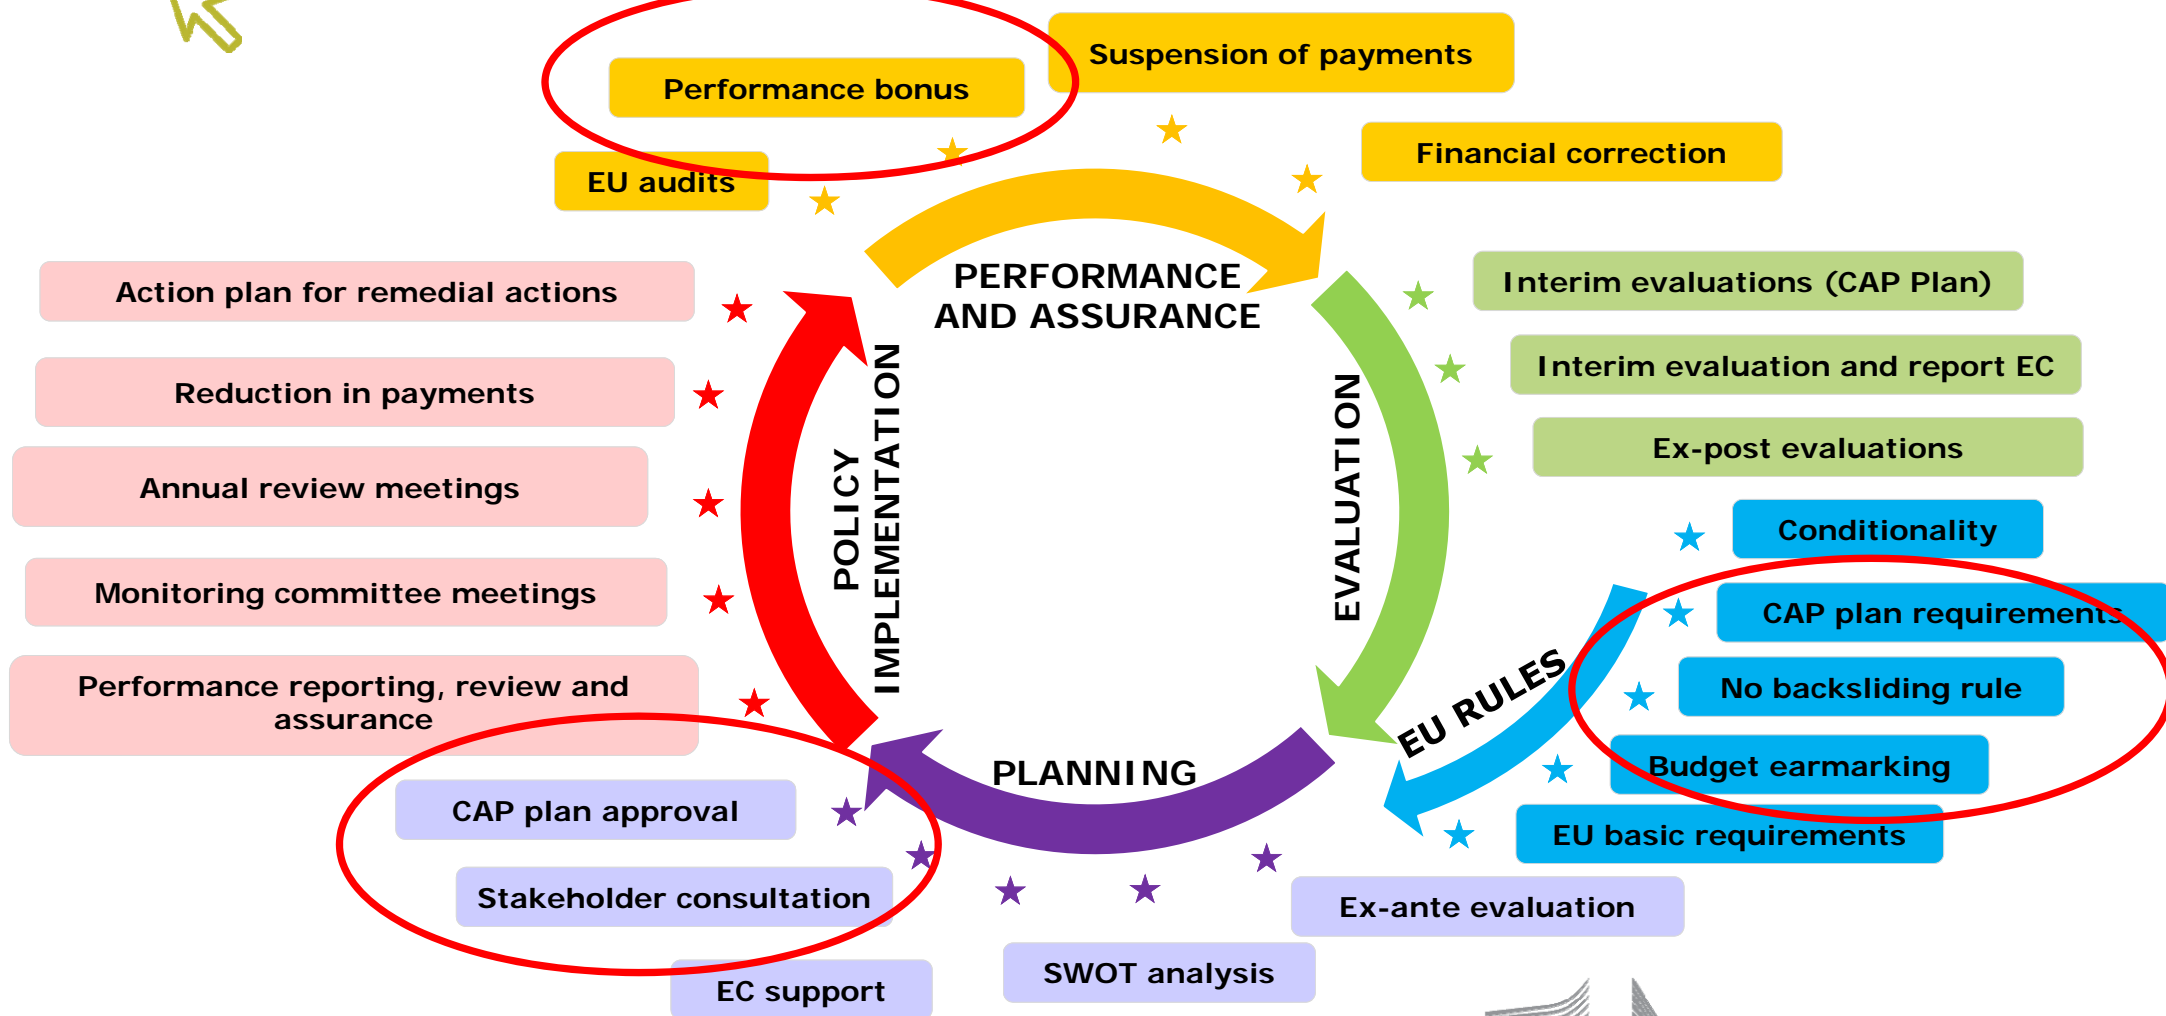 Suspension of payments
Performance bonus
Financial correction
EU audits
PERFORMANCE
AND ASSURANCE
Action plan for remedial actions
Reduction in payments
Annual review meetings
Monitoring committee meetings
Performance reporting, review and
assurance
POLICY
IMPLEMENTATION
EVALUATION
Interim evaluations (CAP Plan)
Interim evaluation and report EC
Ex-post evaluations
Conditionality
CAP plan requirements
No backsliding rule
Budget earmarking
EU basic requirements
EU RULES
PLANNING
CAP plan approval
Stakeholder consultation
EC support
SWOT analysis
Ex-ante evaluation